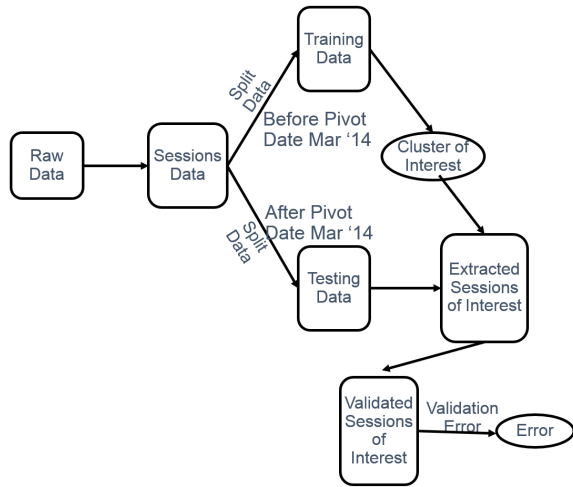 Training
Data
Split
Data
Before Pivot
Date Mar ‘14
Raw
Data
Sessions
Data
Cluster of
Interest
After Pivot
Date Mar ‘14
Split
Data
Testing
Data
Extracted
Sessions
of Interest
Validated
Sessions
of
Interest
Validation
Error
Error